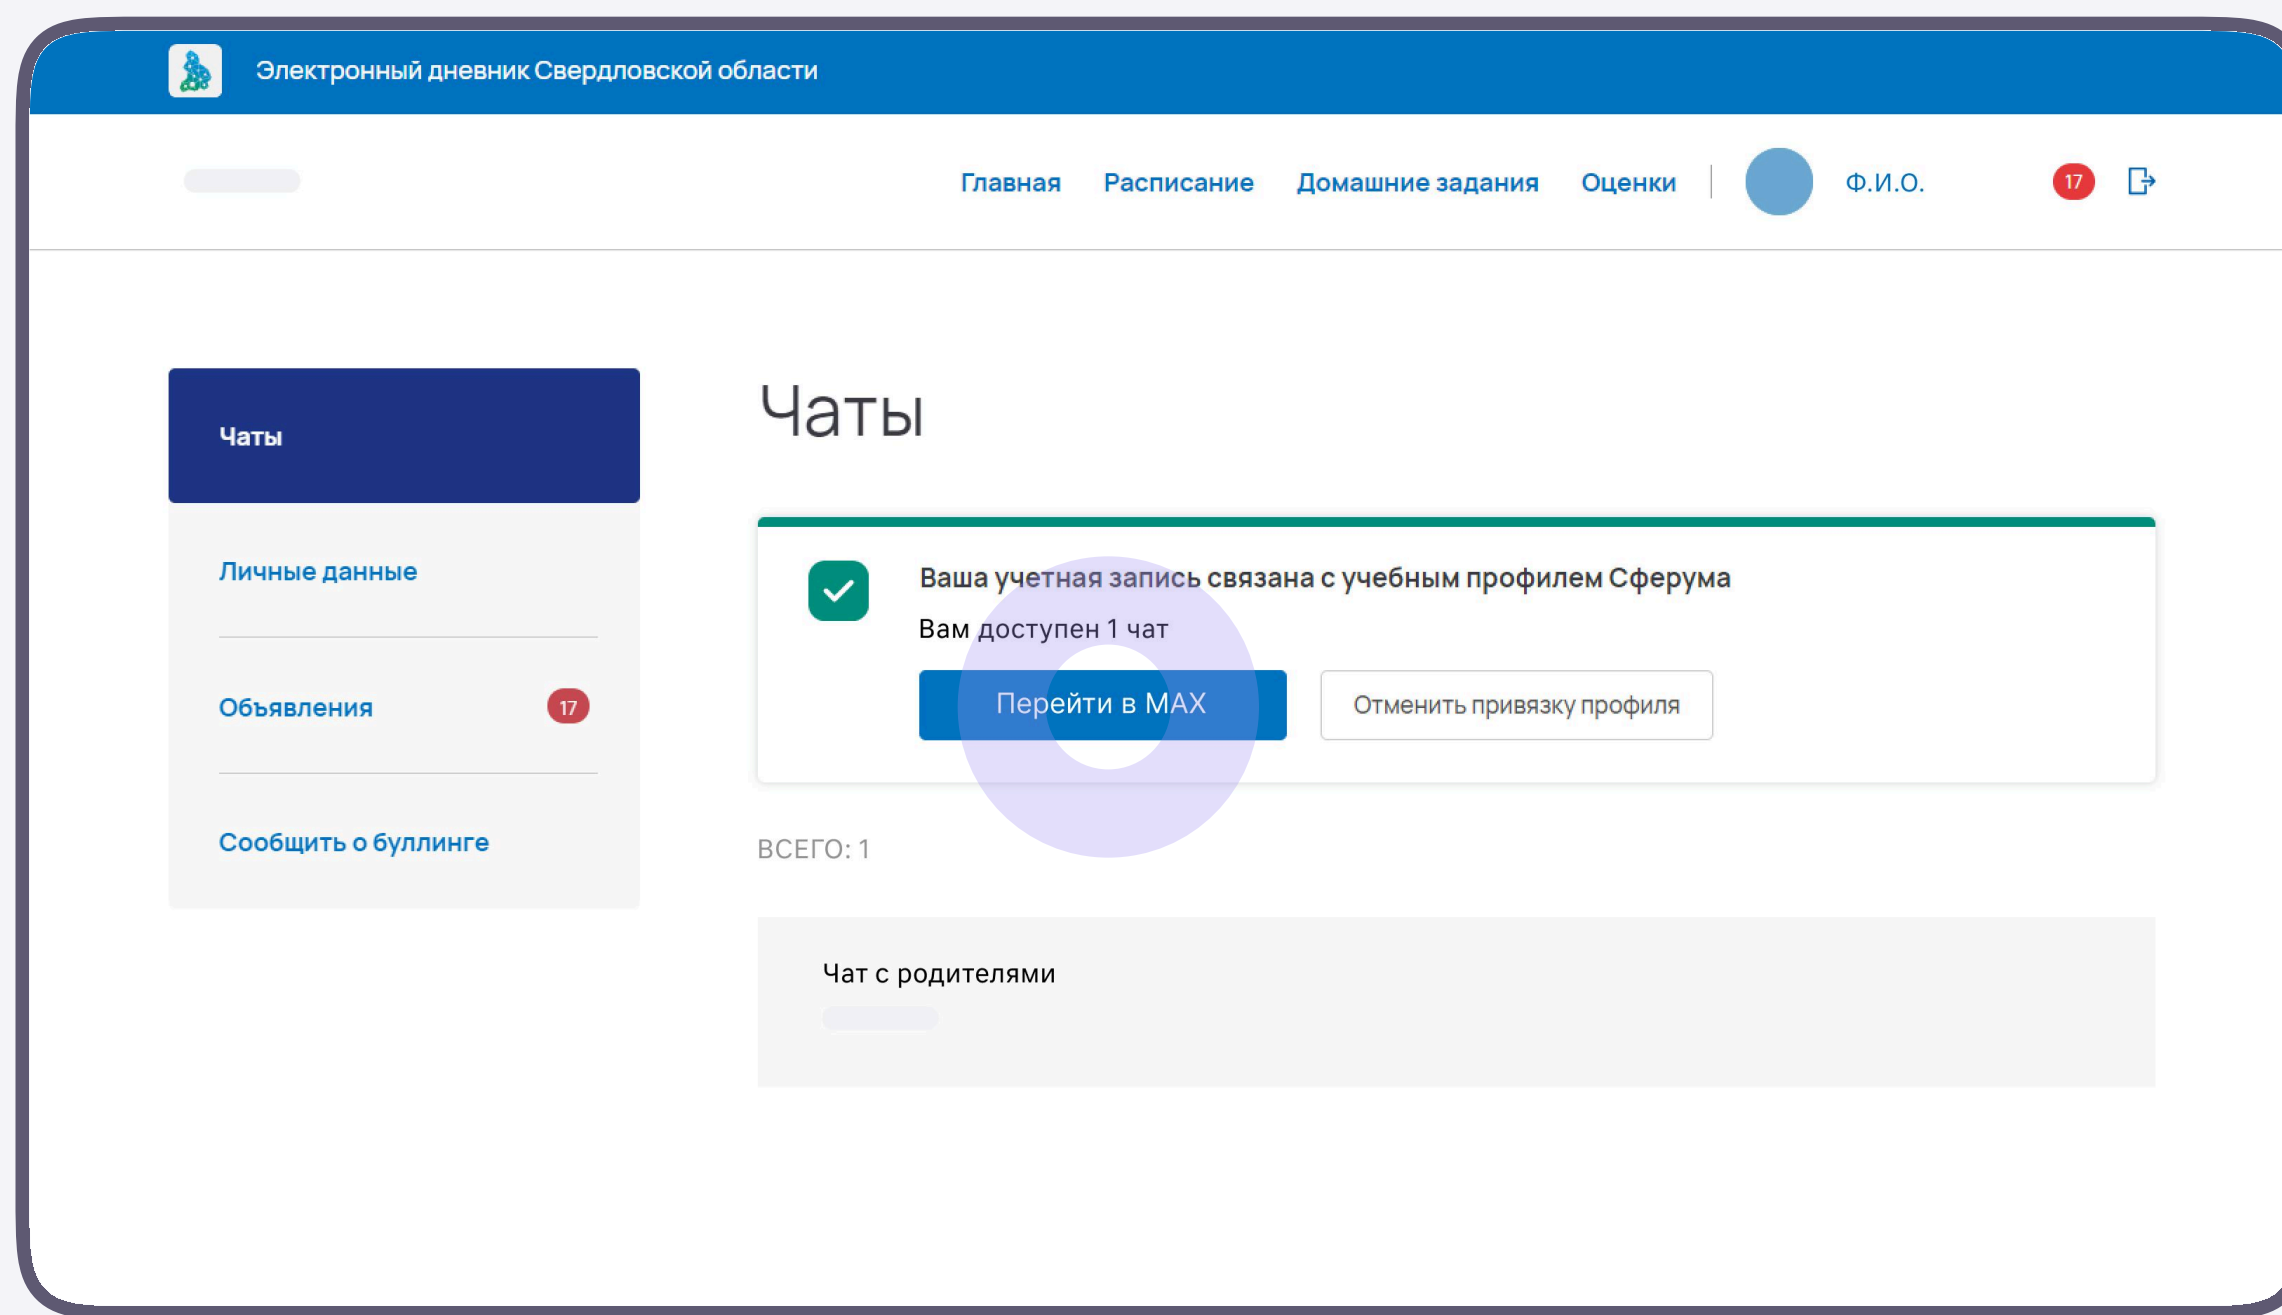 Электронный дневник Свердловской области
Главная Расписание Домашние задания Оценки Ф.И.О. 17
Чаты
Личные данные
Объявления 17
Сообщить о буллинге
Чаты
Ваша учетная запись связана с учебным профилем Сферума
Вам доступен 1 чат
Перейти в MAX Отменить привязку профиля
ВСЕГО: 1
Чат с родителями